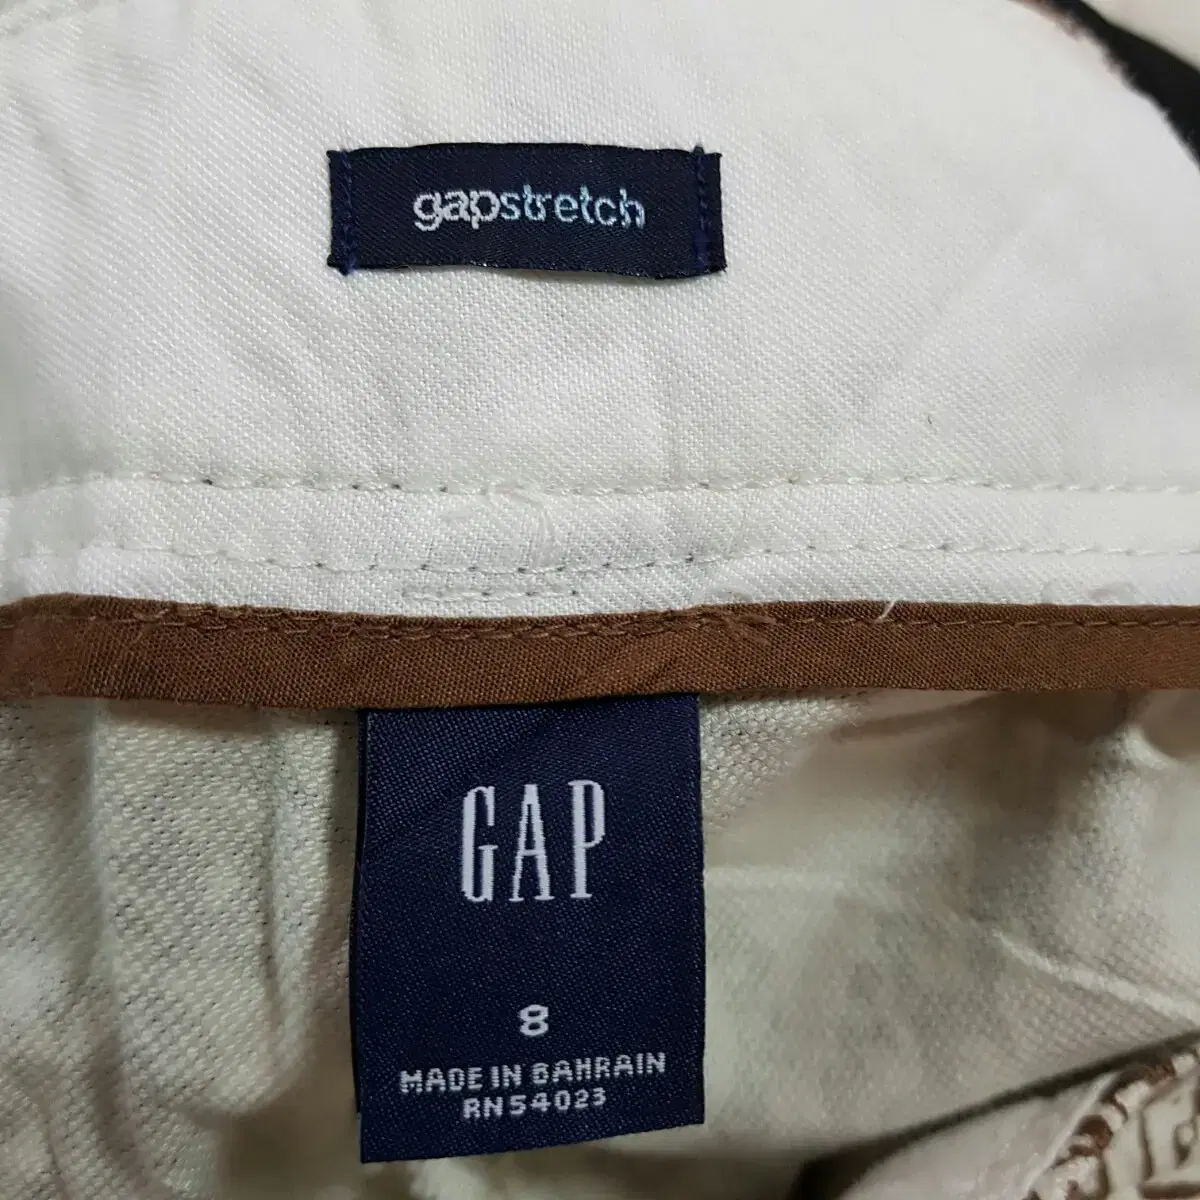 gapstretch
GAP
8
MADE IN BAHRAIN
RN54023